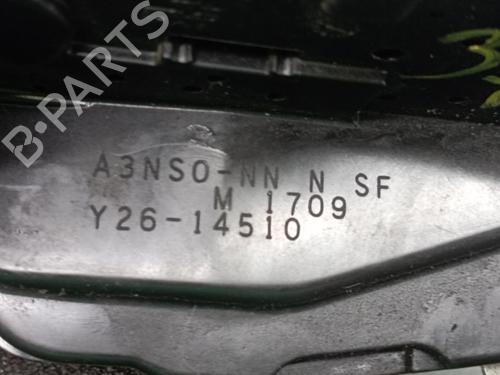 B-PARTS
A3NSO-NN N SF
M 1709
Y26-14510